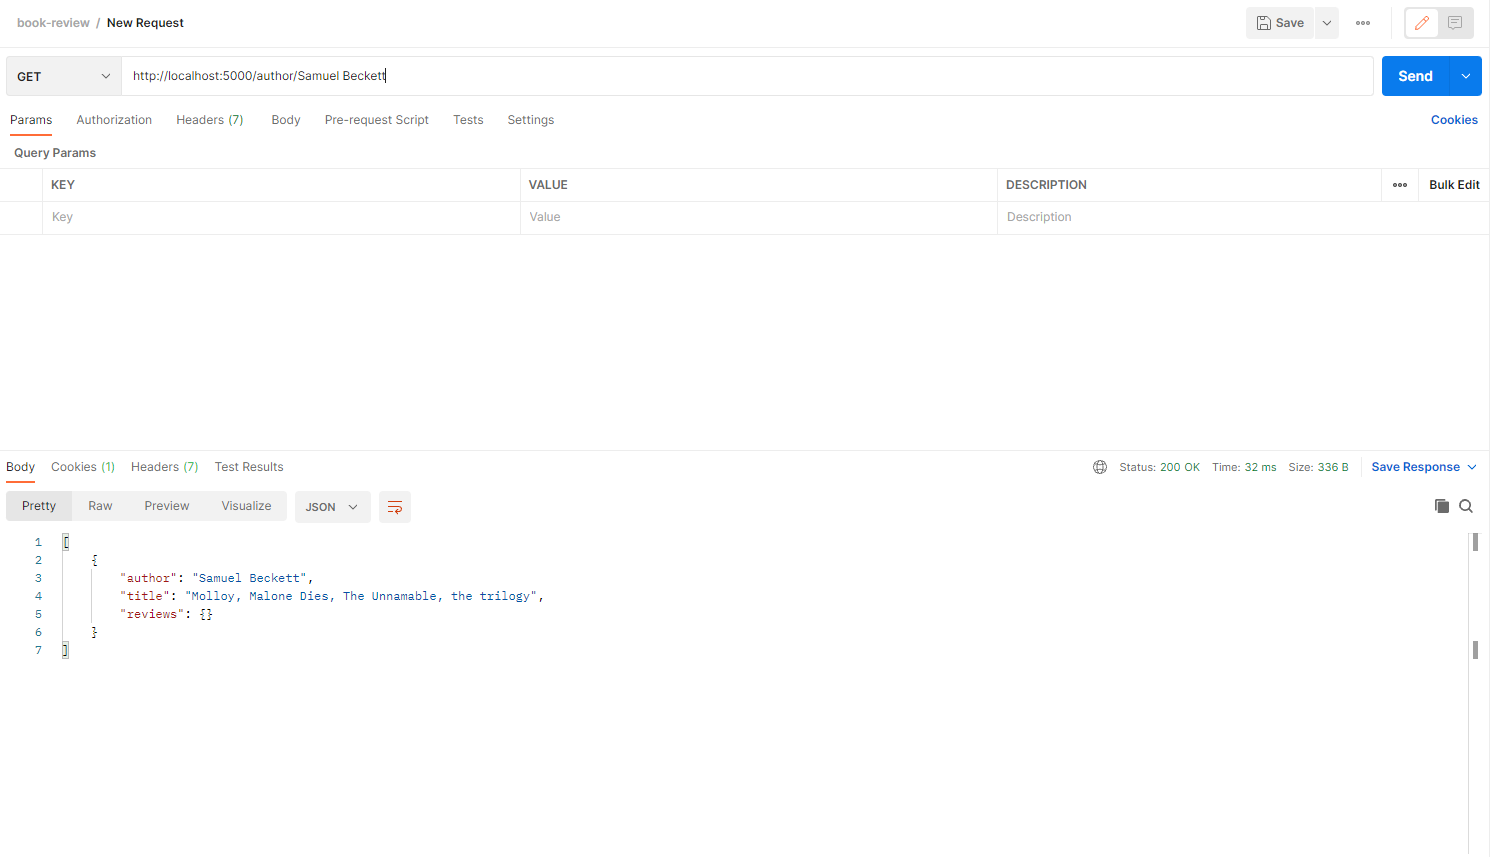 book-review / New Request
Save
GET
http://localhost:5000/author/Samuel Beckett
Send
Params Authorization Headers (7) Body Pre-request Script Tests Settings
Cookies
Query Params
KEY VALUE DESCRIPTION
Bulk Edit
Key Value Description
Body Cookies (1) Headers (7) Test Results
Status: 200 OK Time: 32 ms Size: 336 B
Save Response
Pretty Raw Preview Visualize
JSON
1 [
2 {
3 "author": "Samuel Beckett",
4 "title": "Molloy, Malone Dies, The Unnamable, the trilogy",
5 "reviews": {}
6 }
7 ]